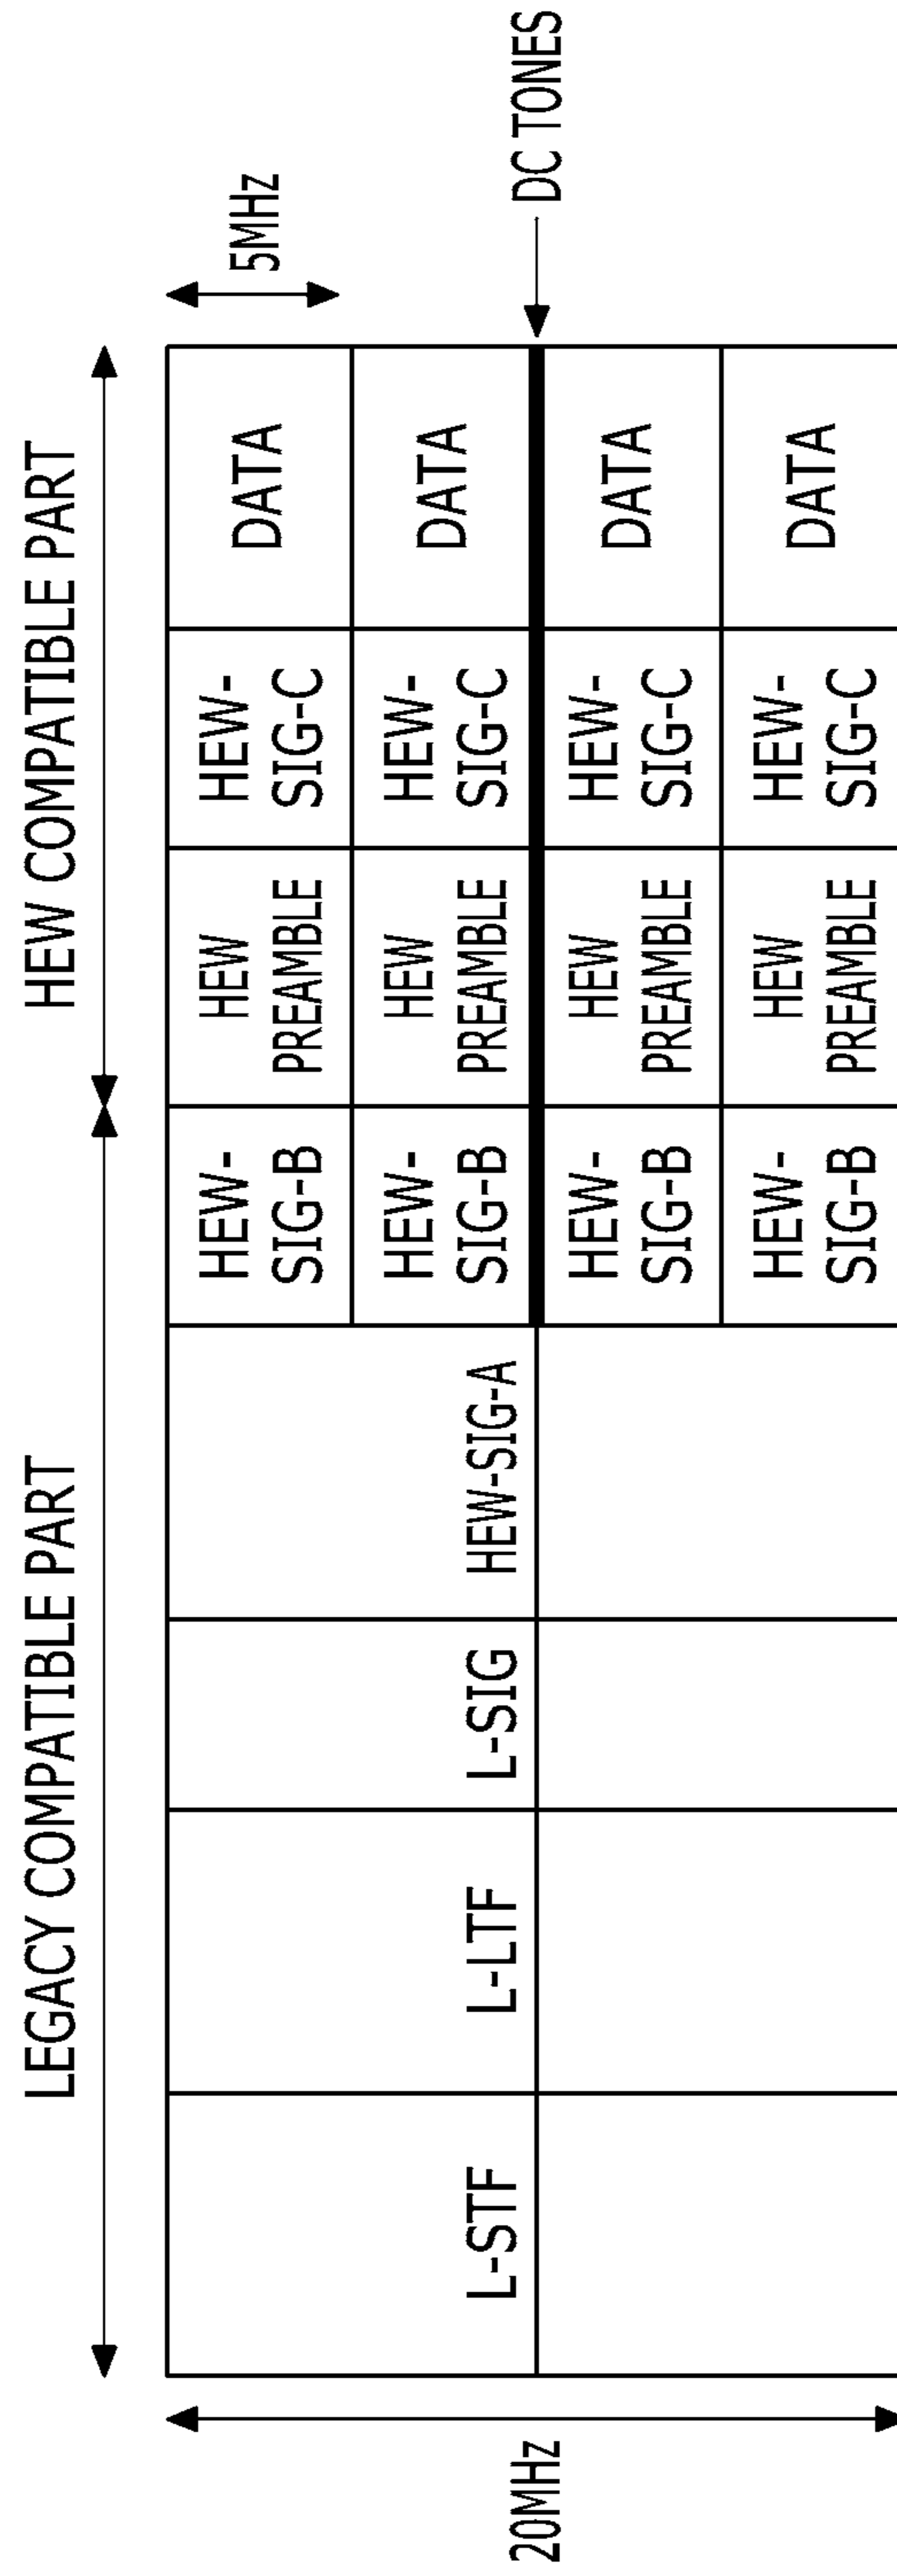 LEGACY COMPATIBLE PART
HEW COMPATIBLE PART
20MHz
5MHz
DC TONES
L-STF
L-LTF
L-SIG
HEW-SIG-A
HEW-
SIG-B
HEW
PREAMBLE
HEW-
SIG-C
DATA
HEW-
SIG-B
HEW
PREAMBLE
HEW-
SIG-C
DATA
HEW-
SIG-B
HEW
PREAMBLE
HEW-
SIG-C
DATA
HEW-
SIG-B
HEW
PREAMBLE
HEW-
SIG-C
DATA